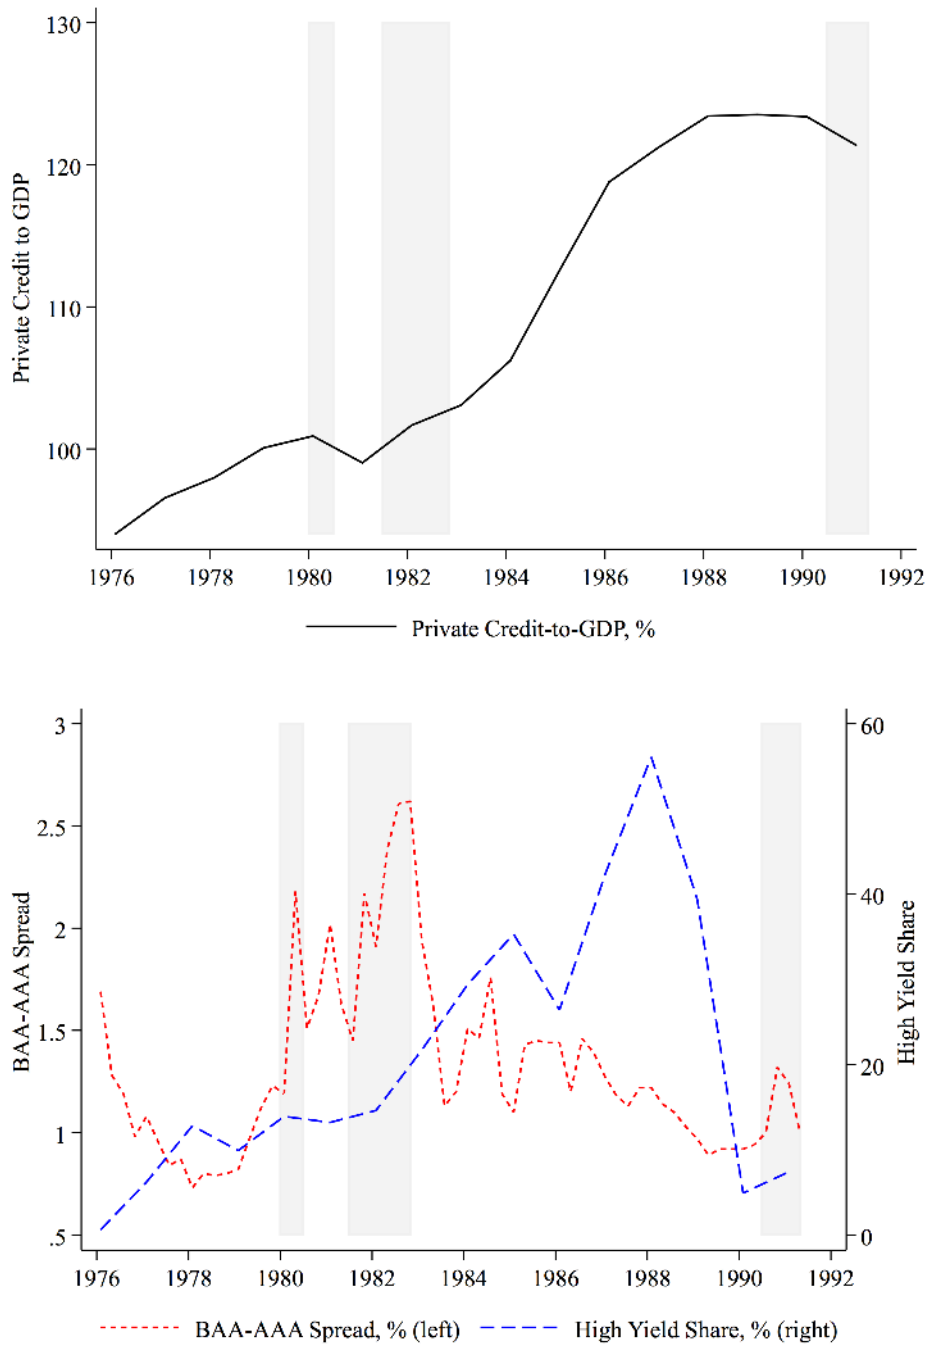 130
120
110
100
Private Credit to GDP
1976 1978 1980 1982 1984 1986 1988 1990 1992
Private Credit-to-GDP, %
3
2.5
2
1.5
1
.5
BAA-AAA Spread
60
40
20
0
High Yield Share
1976 1978 1980 1982 1984 1986 1988 1990 1992
BAA-AAA Spread, % (left) High Yield Share, % (right)